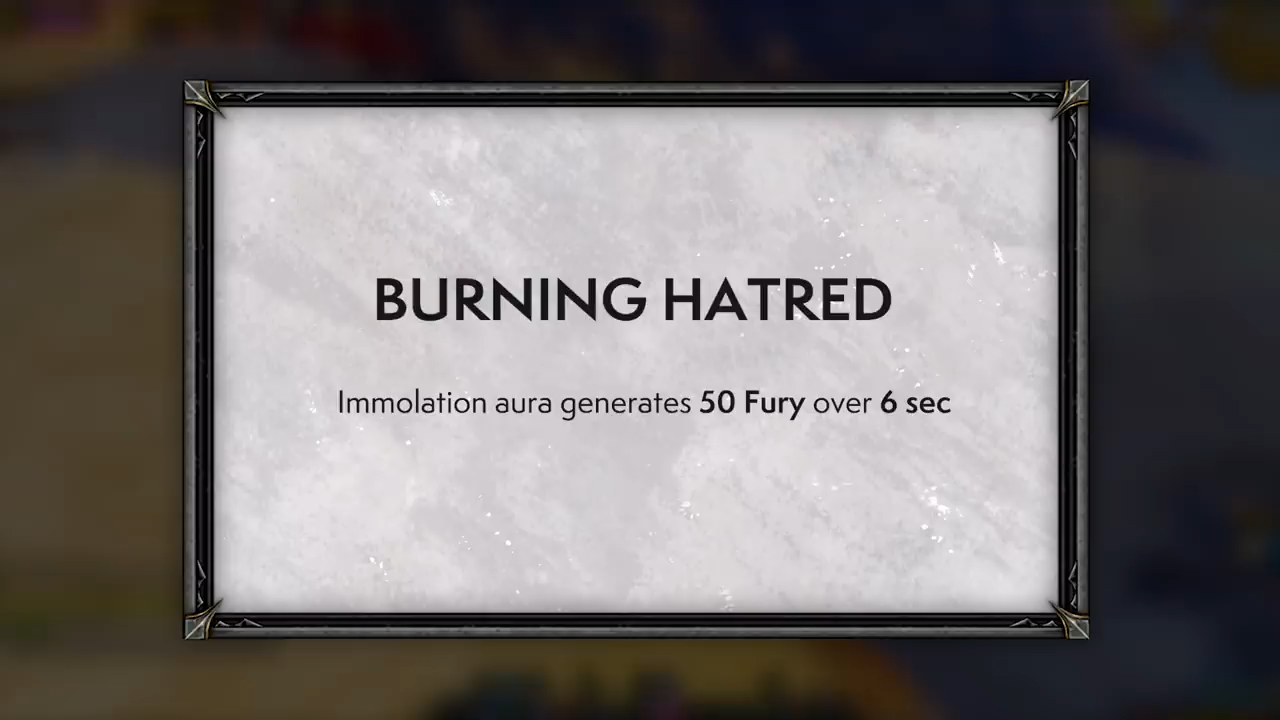 BURNING HATRED
Immolation aura generates 50 Fury over 6 sec